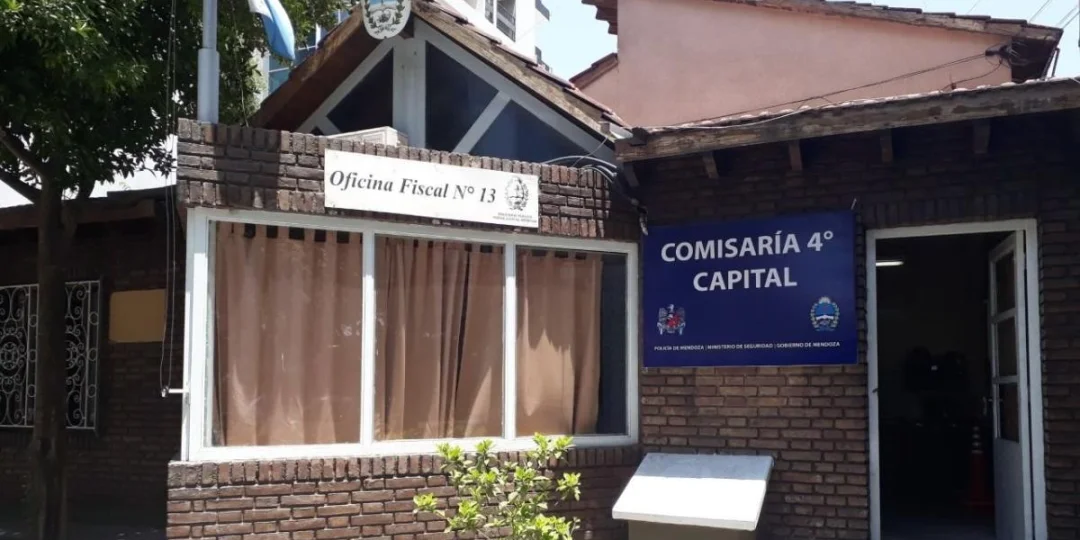 Oficina Fiscal N° 13
COMISARÍA 4°
CAPITAL
POLICÍA DE MENDOZA | MINISTERIO DE SEGURIDAD | GOBIERNO DE MENDOZA